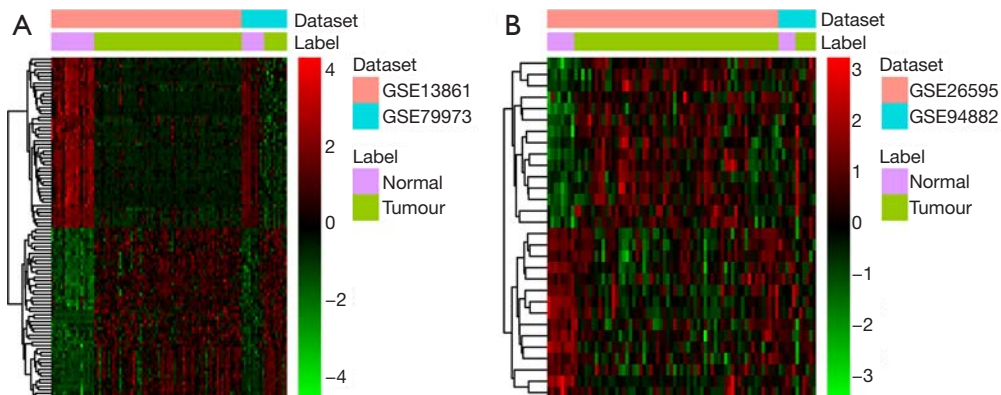 A
Dataset
Label
Dataset
GSE13861
GSE79973
Label
Normal
Tumour
4
2
0
−2
−4
B
Dataset
Label
Dataset
GSE26595
GSE94882
Label
Normal
Tumour
3
2
1
0
−1
−2
−3